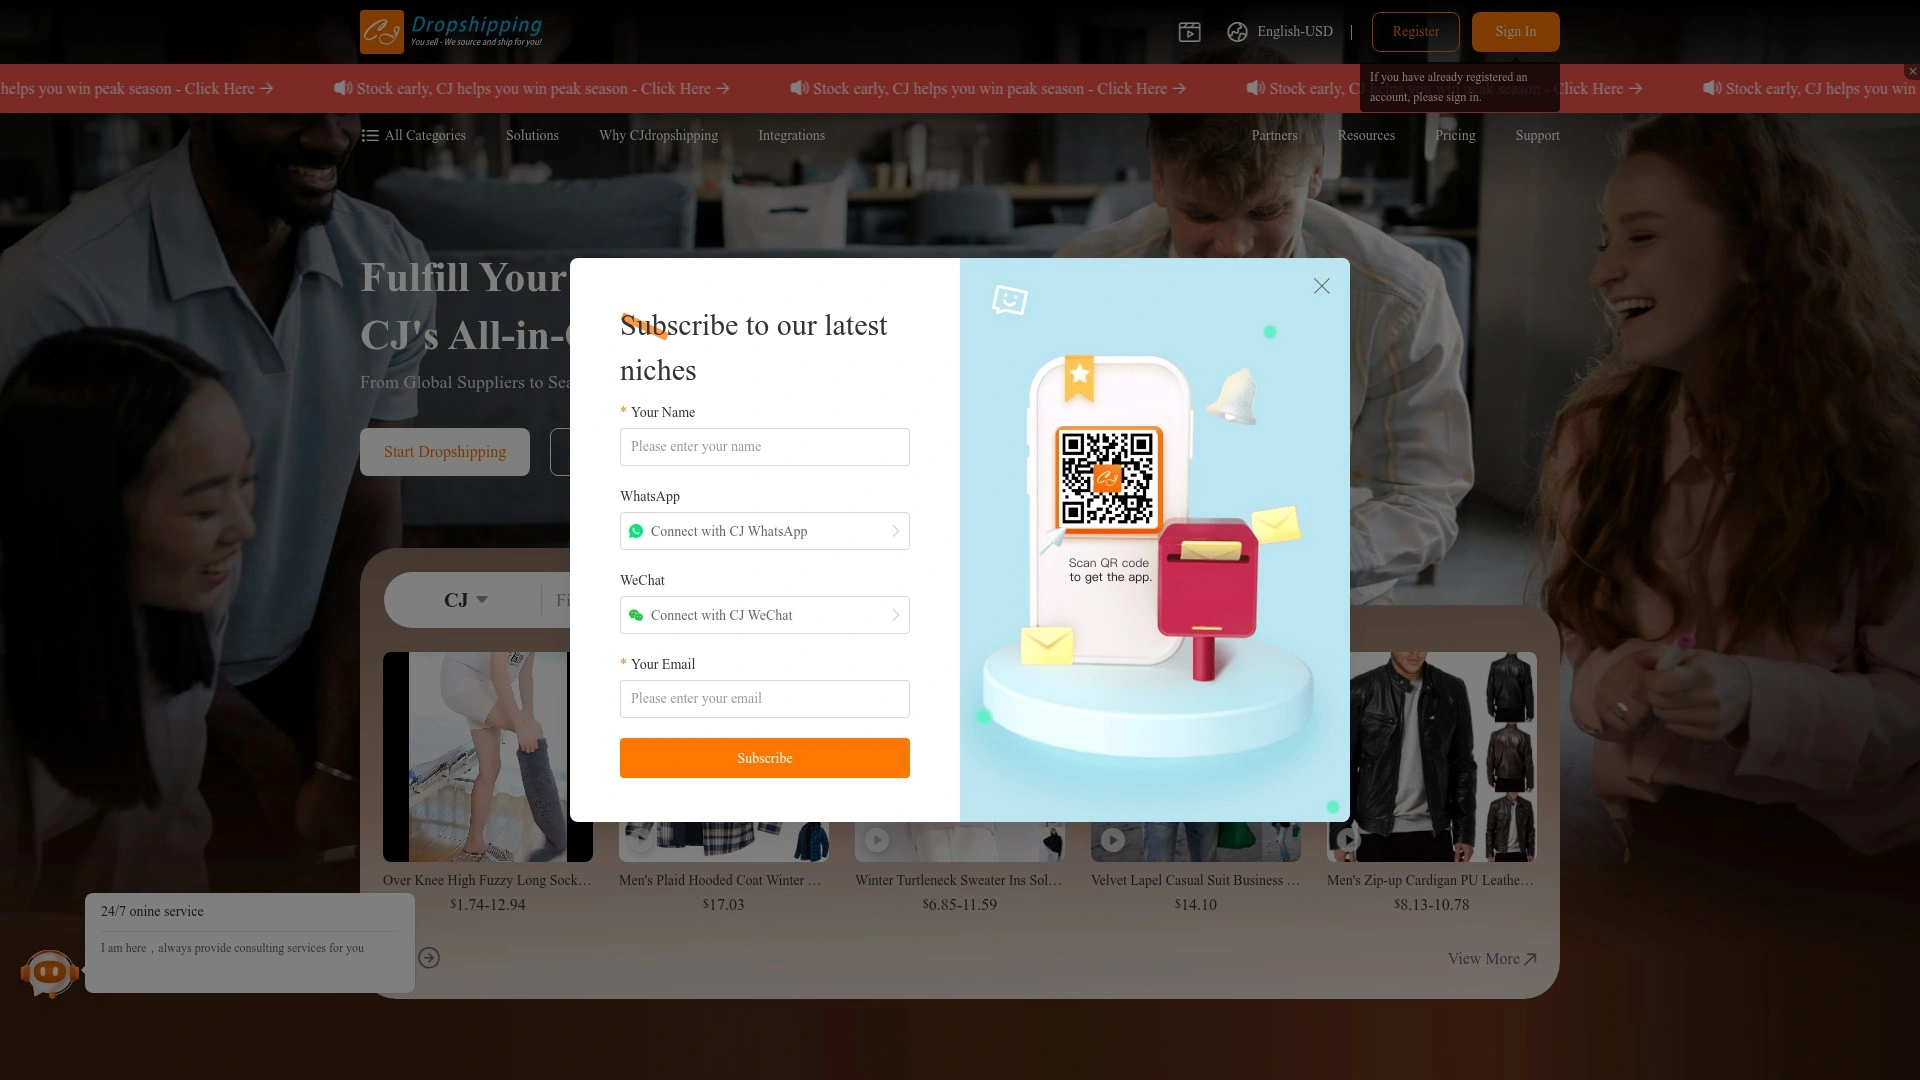 Dropshipping
You sell - We source and ship for you!
English-USD
Register
Sign In
helps you win peak season - Click Here
Stock early, CJ helps you win peak season - Click Here
Stock early, CJ helps you win peak season - Click Here
Stock early, CJ helps you win peak season - Click Here
Stock early, CJ helps you win
If you have already registered an
account, please sign in.
All Categories
Solutions
Why CJdropshipping
Integrations
Partners
Resources
Pricing
Support
Fulfill Your
CJ's All-in-
From Global Suppliers to Sea
Start Dropshipping
CJ
Fi
Subscribe to our latest
niches
* Your Name
Please enter your name
WhatsApp
Connect with CJ WhatsApp
WeChat
Connect with CJ WeChat
* Your Email
Please enter your email
Subscribe
CJ
Scan QR code
to get the app.
Over Knee High Fuzzy Long Sock...
$1.74-12.94
Men's Plaid Hooded Coat Winter ...
$17.03
Winter Turtleneck Sweater Ins Sol...
$6.85-11.59
Velvet Lapel Casual Suit Business ...
$14.10
Men's Zip-up Cardigan PU Leathe...
$8.13-10.78
View More
24/7 onine service
I am here，always provide consulting services for you